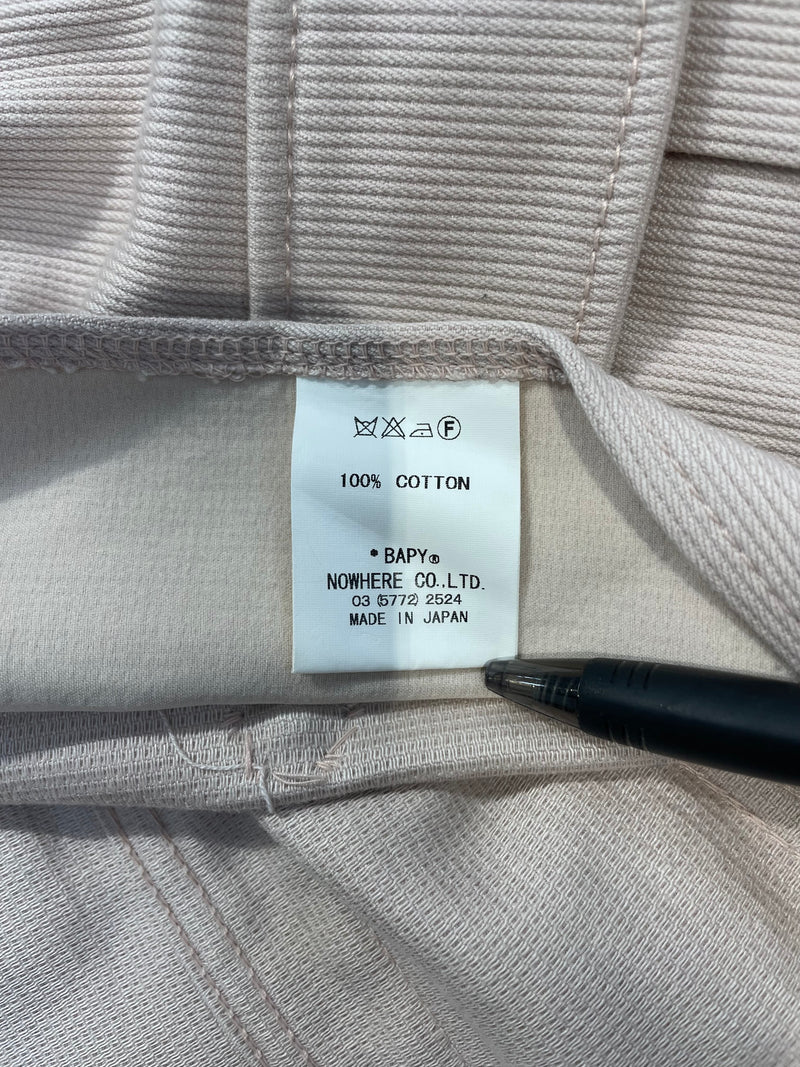 F
100% COTTON
*BAPY®
NOWHERE CO.,LTD.
03 (5772) 2524
MADE IN JAPAN